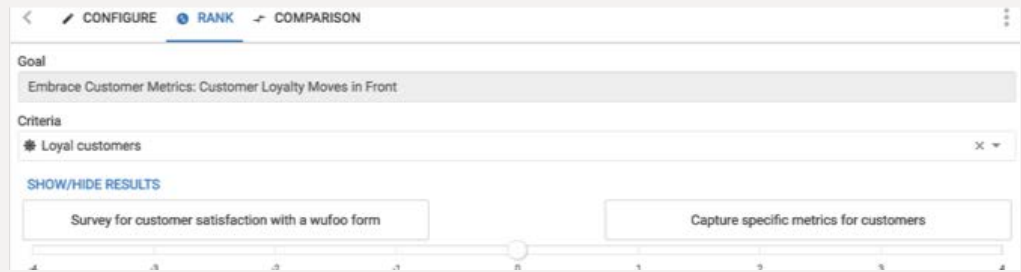 CONFIGURE RANK COMPARISON
Goal
Embrace Customer Metrics: Customer Loyalty Moves in Front
Criteria
Loyal customers
SHOW/HIDE RESULTS
Survey for customer satisfaction with a wufoo form Capture specific metrics for customers
-4 -3 -2 -1 0 1 2 3 4